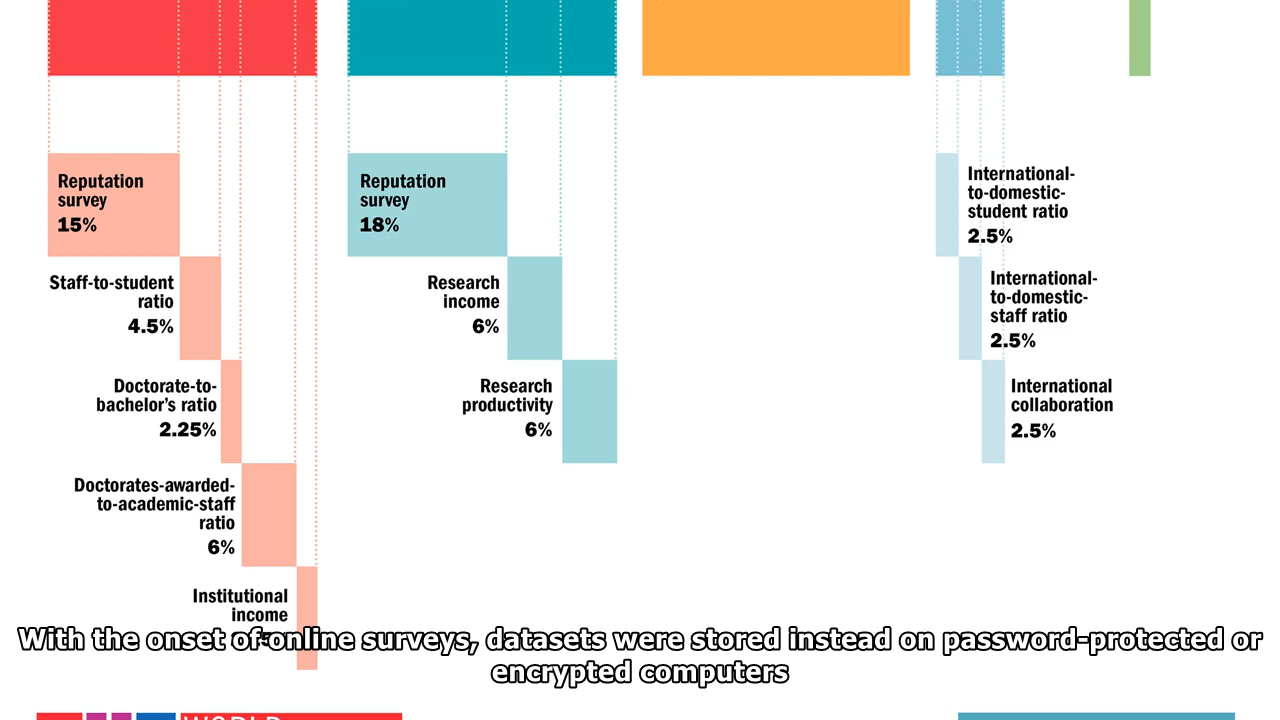 Reputation
survey
15%
Staff-to-student
ratio
4.5%
Doctorate-to-
bachelor's ratio
2.25%
Doctorates-awarded-
to-academic-staff
ratio
6%
Institutional
income
Reputation
survey
18%
Research
income
6%
Research
productivity
6%
International-
to-domestic-
student ratio
2.5%
International-
to-domestic-
staff ratio
2.5%
International
collaboration
2.5%
With the onset of online surveys, datasets were stored instead on password-protected or
encrypted computers
WORLD